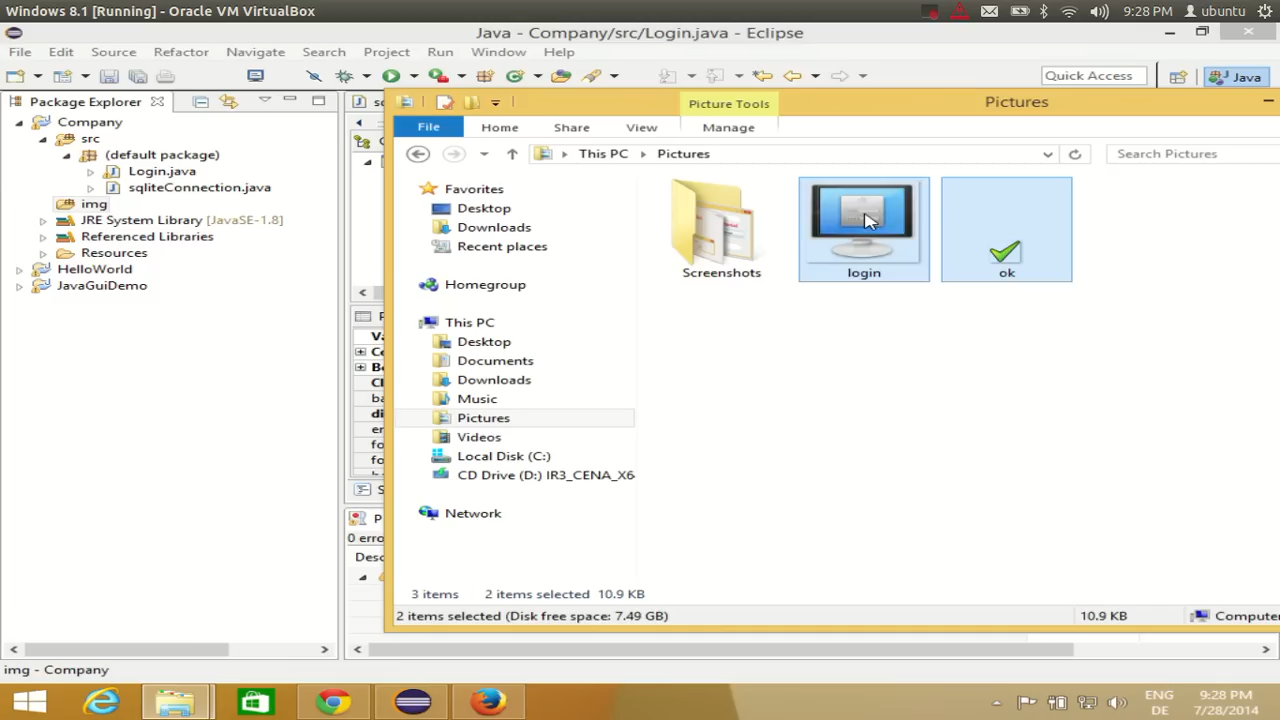 Windows 8.1 [Running] - Oracle VM VirtualBox
9:28 PM
ubuntu
Java - Company/src/Login.java - Eclipse
File Edit Source Refactor Navigate Search Project Run Window Help
Quick Access
Java
Package Explorer
Company
src
(default package)
Login.java
sqliteConnection.java
img
JRE System Library [JavaSE-1.8]
Referenced Libraries
Resources
HelloWorld
JavaGuiDemo
0 erro
Desc
Picture Tools
Pictures
File Home Share View Manage
This PC Pictures
Search Pictures
Favorites
Desktop
Downloads
Recent places
Homegroup
This PC
Desktop
Documents
Downloads
Music
Pictures
Videos
Local Disk (C:)
CD Drive (D:) IR3_CENA_X6
Network
Screenshots
login
ok
3 items 2 items selected 10.9 KB
2 items selected (Disk free space: 7.49 GB)
10.9 KB
Compute
img - Company
ENG
DE
9:28 PM
7/28/2014